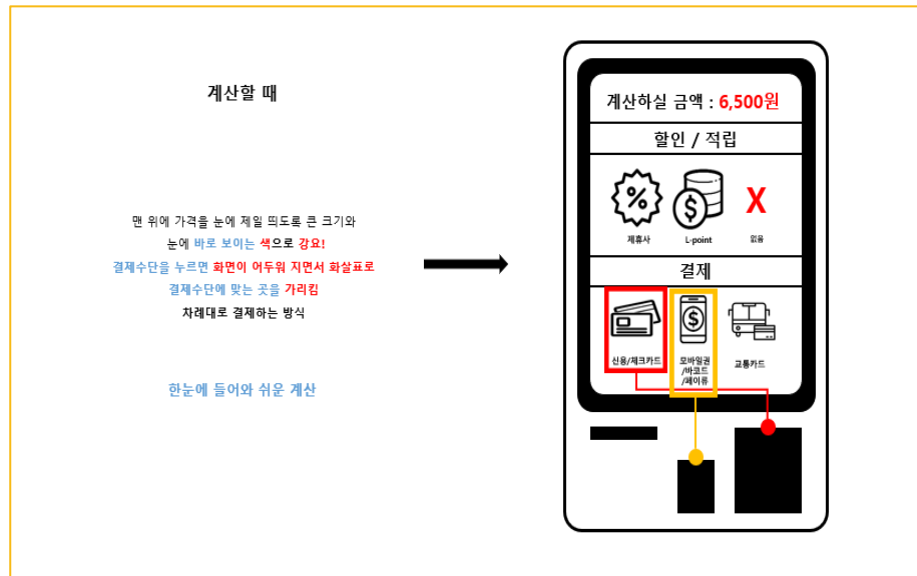 계산할 때
맨 위에 가격을 눈에 제일 띄도록 큰 크기와
눈에 바로 보이는 색으로 강요!
결제수단을 누르면 화면이 어두워 지면서 화살표로
결제수단에 맞는 곳을 가리킴
차례대로 결제하는 방식
한눈에 들어와 쉬운 계산
계산하실 금액 : 6,500원
할인 / 적립
% $ X
제휴사 L-point 없음
결제
$
신용/체크카드 모바일권 교통카드
/바코드
/페이류